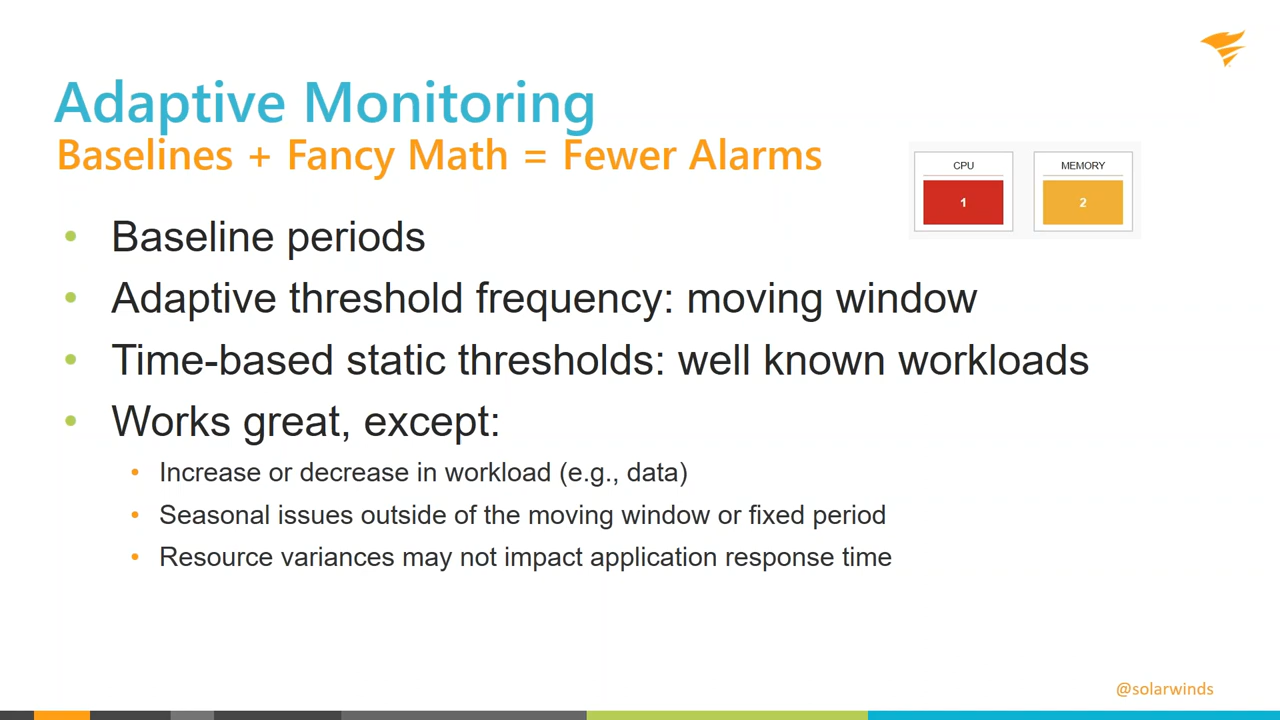 Adaptive Monitoring
Baselines + Fancy Math = Fewer Alarms
CPU
1
MEMORY
2
Baseline periods
Adaptive threshold frequency: moving window
Time-based static thresholds: well known workloads
Works great, except:
Increase or decrease in workload (e.g., data)
Seasonal issues outside of the moving window or fixed period
Resource variances may not impact application response time
@solarwinds